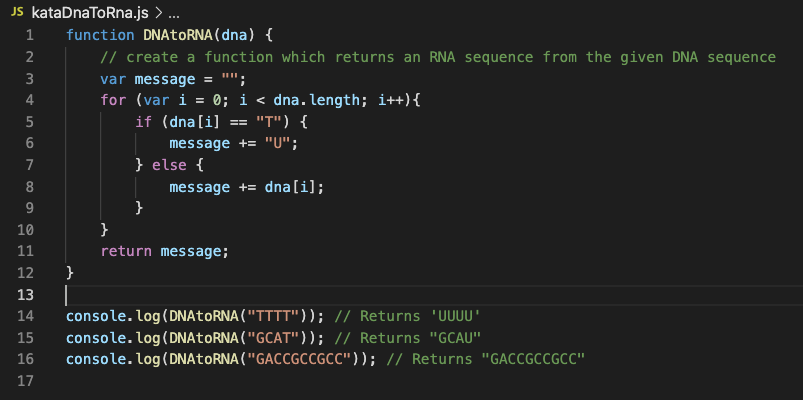 JS kataDnaToRna.js > ...
1 function DNAtoRNA(dna) {
2 // create a function which returns an RNA sequence from the given DNA sequence
3 var message = "";
4 for (var i = 0; i < dna.length; i++){
5 if (dna[i] == "T") {
6 message += "U";
7 } else {
8 message += dna[i];
9 }
10 }
11 return message;
12 }
13
14 console.log(DNAtoRNA("TTTT")); // Returns 'UUUU'
15 console.log(DNAtoRNA("GCAT")); // Returns "GCAU"
16 console.log(DNAtoRNA("GACCGCCGCC")); // Returns "GACCGCCGCC"
17